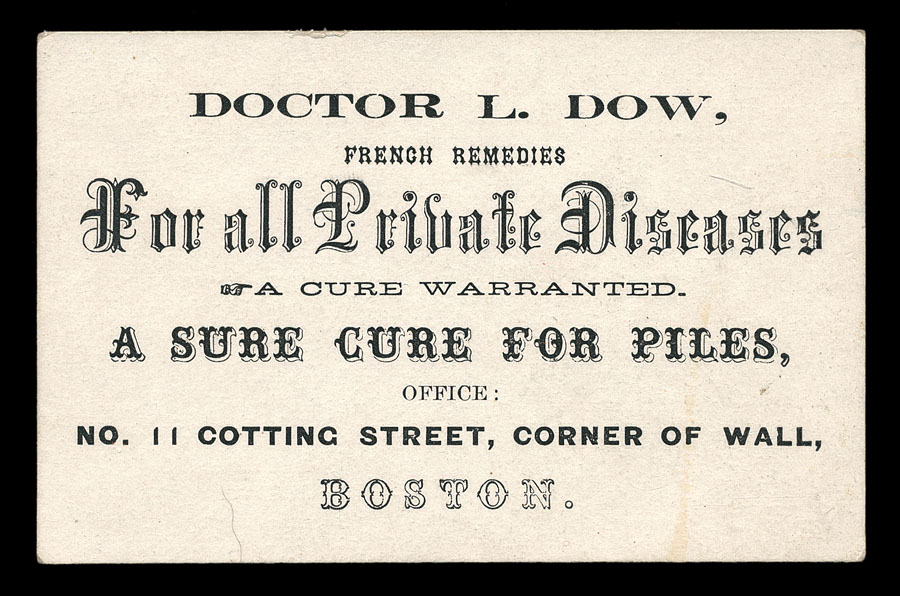 DOCTOR L. DOW,
FRENCH REMEDIES
For all Private Diseases
☞A CURE WARRANTED.
A SURE CURE FOR PILES,
OFFICE:
NO. 11 COTTING STREET, CORNER OF WALL,
BOSTON.